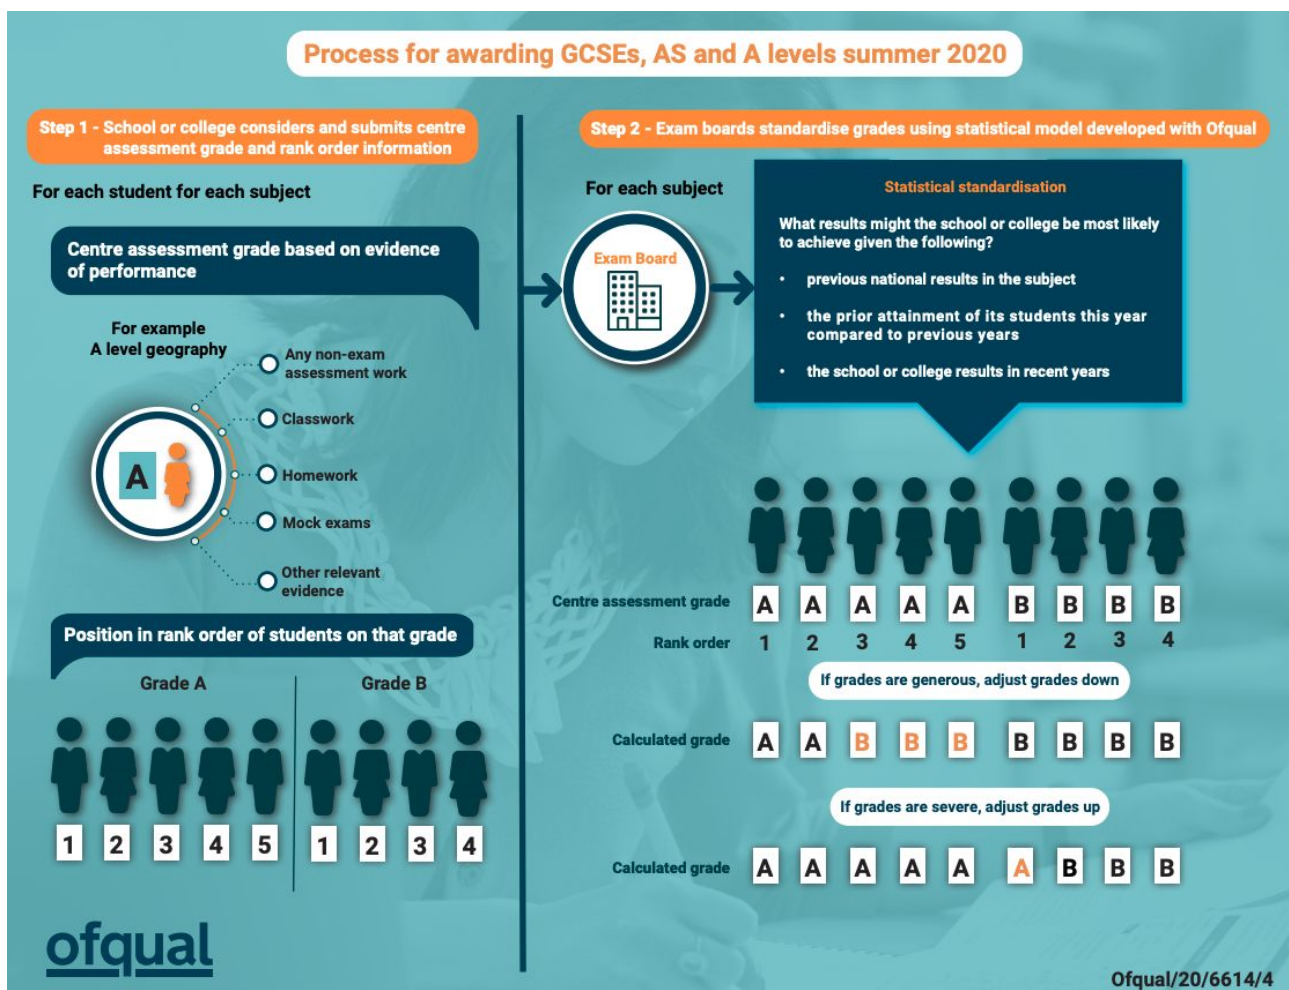 Process for awarding GCSEs, AS and A levels summer 2020
Step 1 - School or college considers and submits centre
assessment grade and rank order information
For each student for each subject
Centre assessment grade based on evidence
of performance
For example
A level geography
A
Any non-exam
assessment work
Classwork
Homework
Mock exams
Other relevant
evidence
Position in rank order of students on that grade
Grade A
Grade B
1 2 3 4 5 1 2 3 4
ofqual
Step 2 - Exam boards standardise grades using statistical model developed with Ofqual
For each subject
Exam Board
Statistical standardisation
What results might the school or college be most likely
to achieve given the following?
• previous national results in the subject
• the prior attainment of its students this year
compared to previous years
• the school or college results in recent years
Centre assessment grade A A A A A B B B B
Rank order 1 2 3 4 5 1 2 3 4
If grades are generous, adjust grades down
Calculated grade A A B B B B B B B
If grades are severe, adjust grades up
Calculated grade A A A A A A B B B
Ofqual/20/6614/4